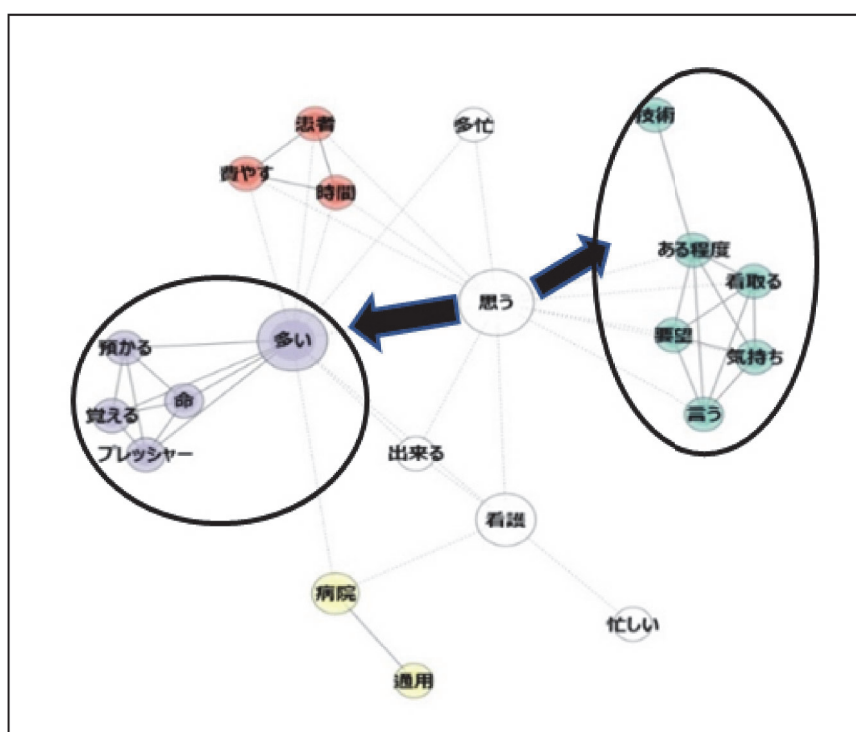 患者
多忙
技術
費やす
時間
ある程度
看取る
思う
要望
気持ち
多い
預かる
命
覚える
プレッシャー
言う
出来る
看護
病院
忙しい
通用